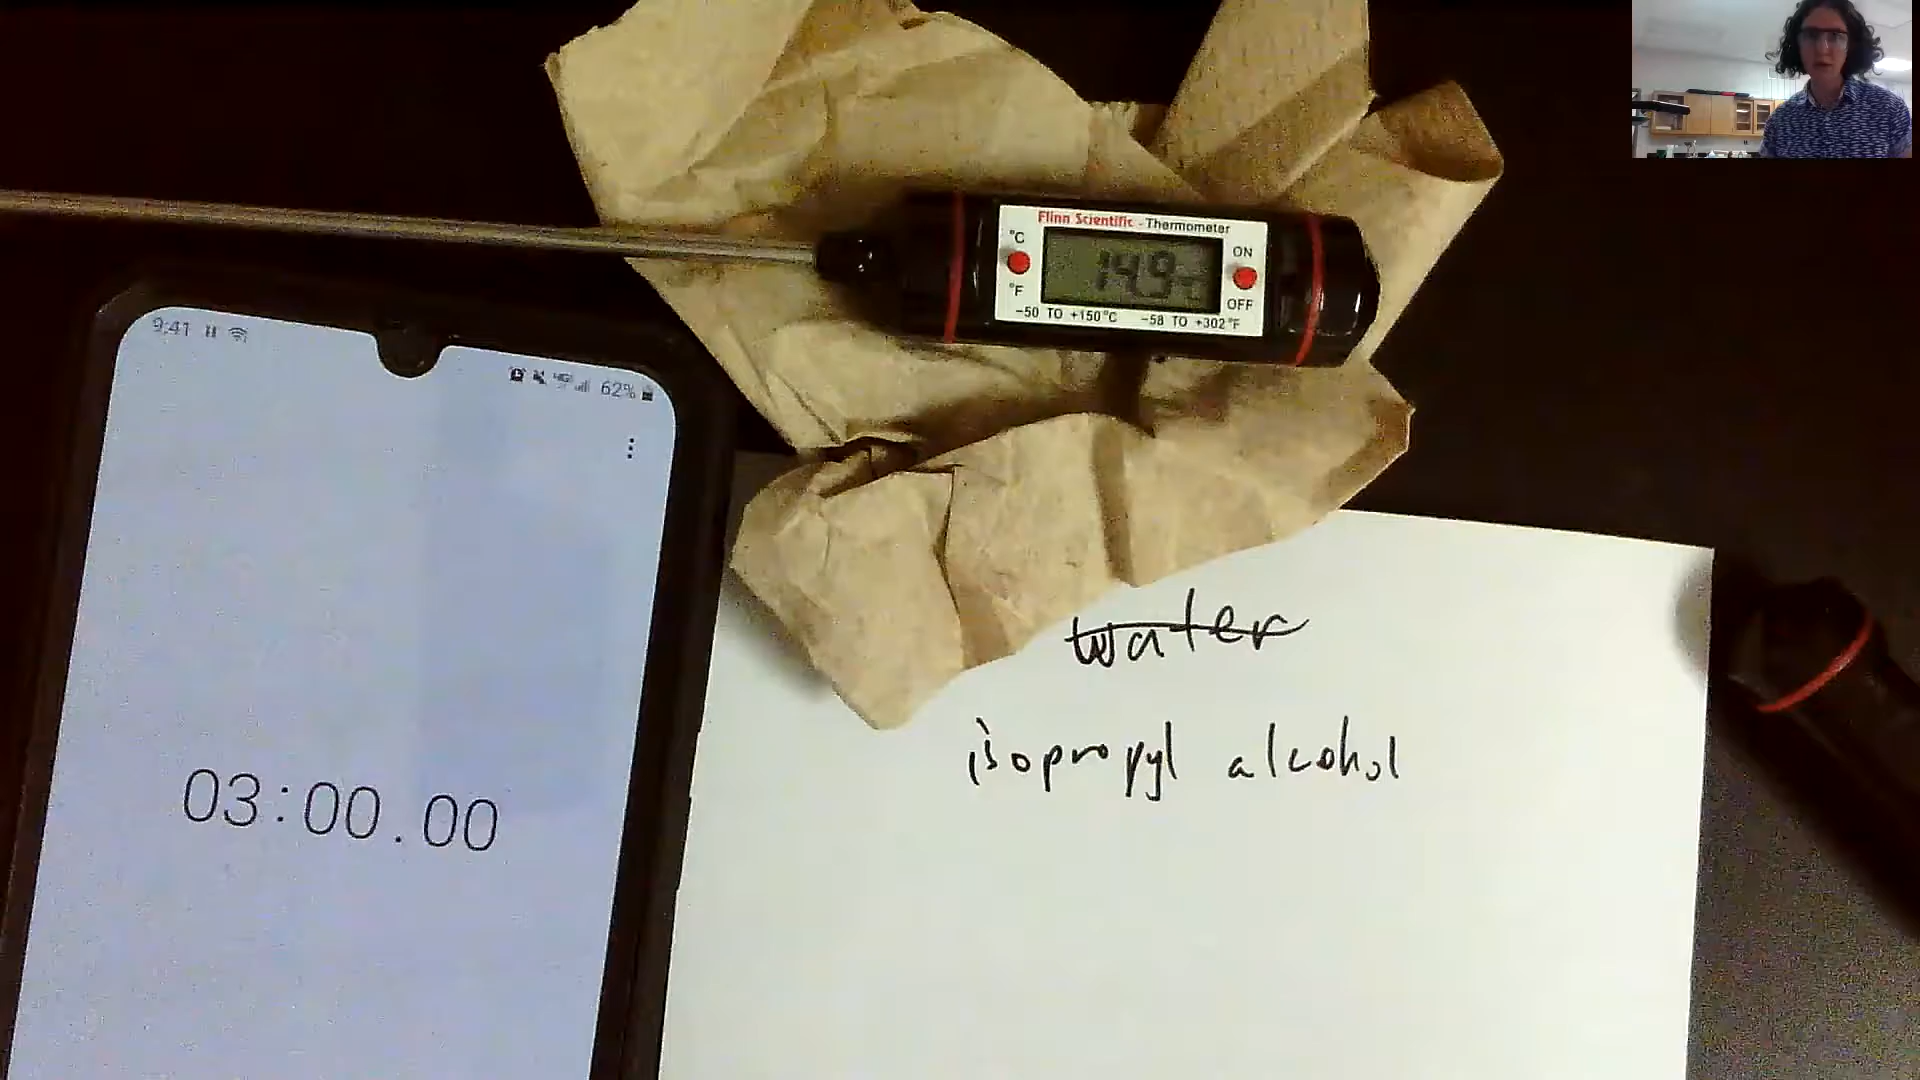 Flinn Scientific - Thermometer
°C
°F
14.9°C
ON
OFF
-50 TO +150°C -58 TO +302°F
9:41
62%
03:00.00
water
isopropyl alcohol